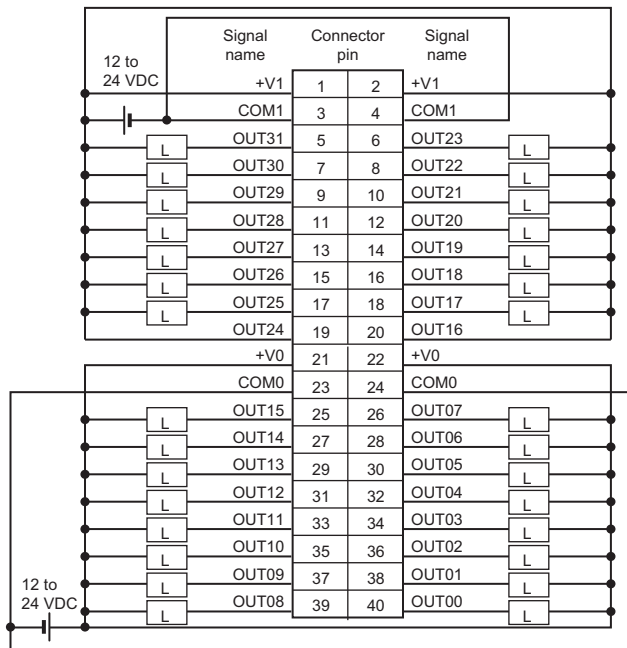 Signal name Connector pin Signal name
12 to 24 VDC
+V1 1 2 +V1
COM1 3 4 COM1
L OUT31 5 6 OUT23 L
L OUT30 7 8 OUT22 L
L OUT29 9 10 OUT21 L
L OUT28 11 12 OUT20 L
L OUT27 13 14 OUT19 L
L OUT26 15 16 OUT18 L
L OUT25 17 18 OUT17 L
OUT24 19 20 OUT16
+V0 21 22 +V0
COM0 23 24 COM0
L OUT15 25 26 OUT07 L
L OUT14 27 28 OUT06 L
L OUT13 29 30 OUT05 L
L OUT12 31 32 OUT04 L
L OUT11 33 34 OUT03 L
L OUT10 35 36 OUT02 L
L OUT09 37 38 OUT01 L
12 to 24 VDC
L OUT08 39 40 OUT00 L